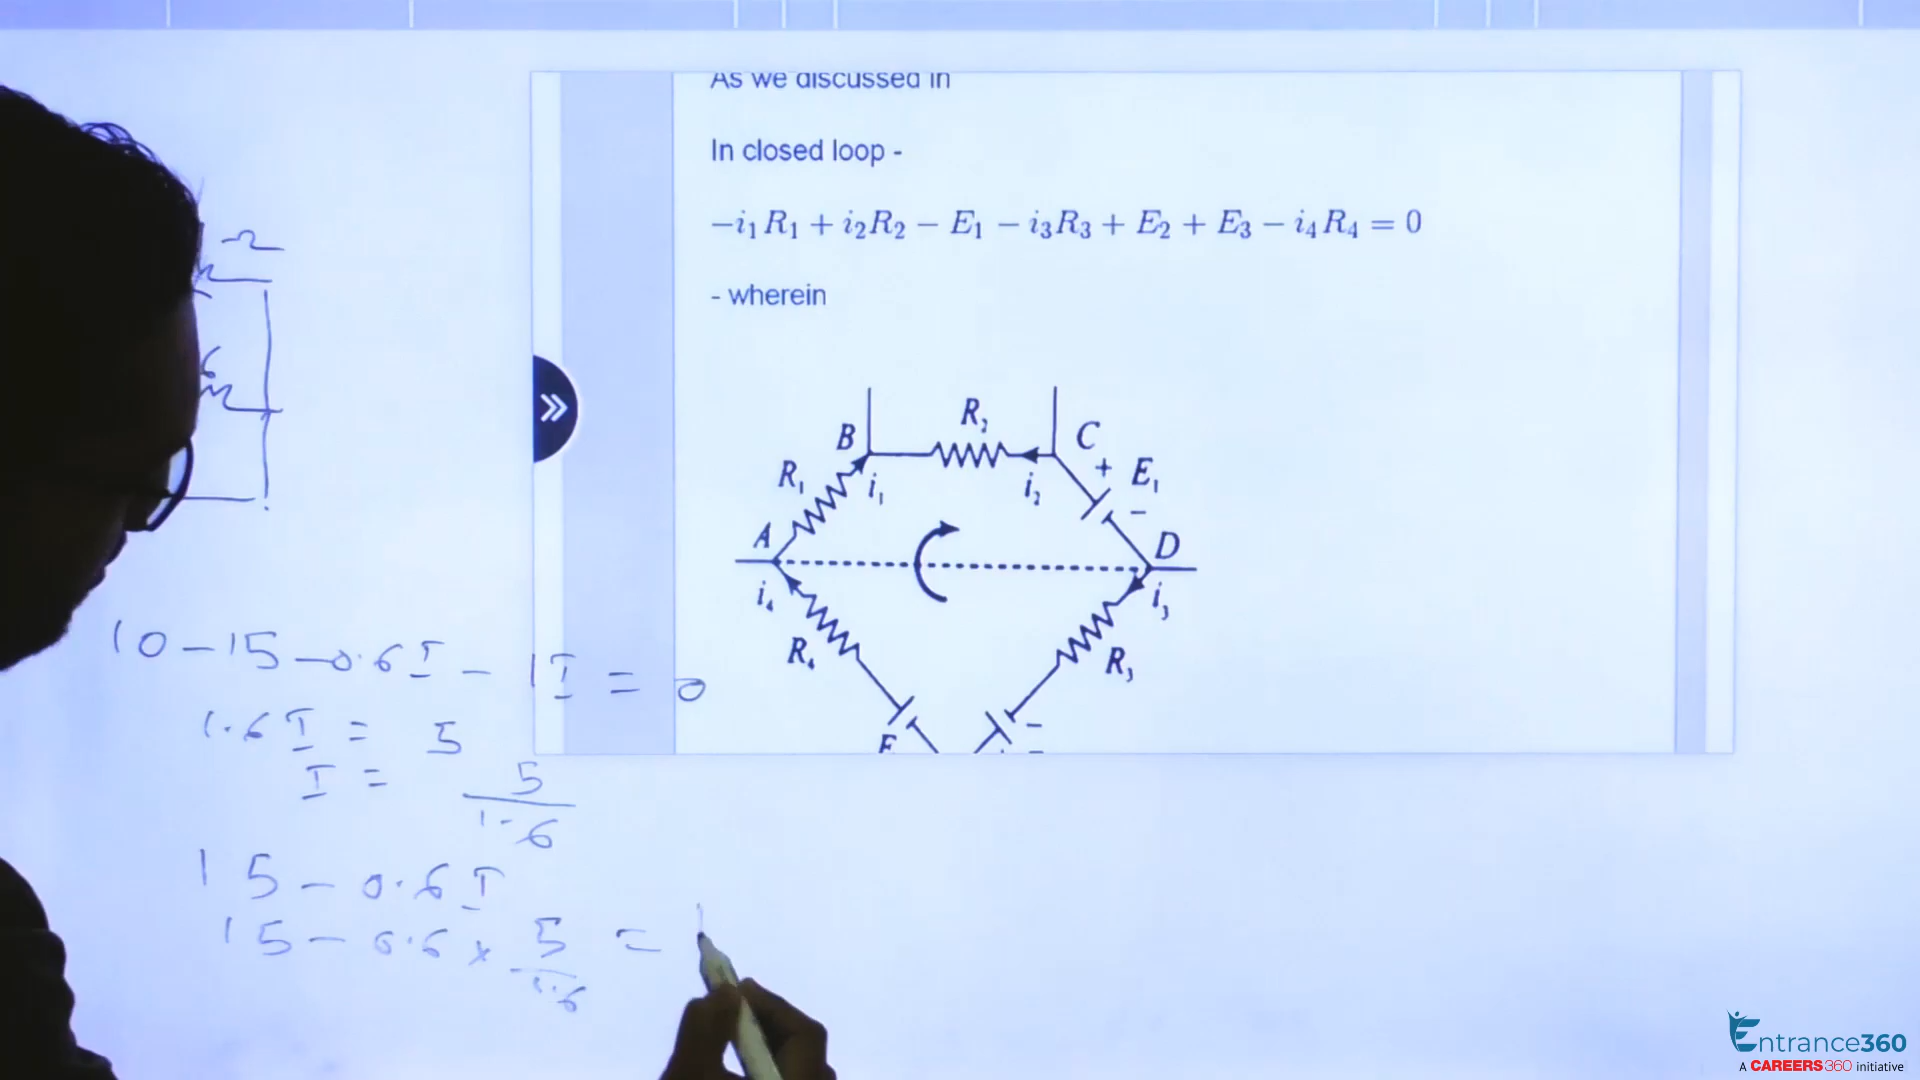 As we discussed in
In closed loop -
−i₁R₁ + i₂R₂ − E₁ − i₃R₃ + E₂ + E₃ − i₄R₄ = 0
- wherein
R₂
B
C
+
E₁
R₁
i₁
i₂
−
A
D
i₄
i₃
R₄
R₃
−
E
6
10 − 15 − 0.6 I − 1 I = 0
1.6 I = 5
I = 5/1.6
15 − 0.6 I
15 − 0.6 × 5/1.6 = 1
Entrance360
A CAREERS360 initiative